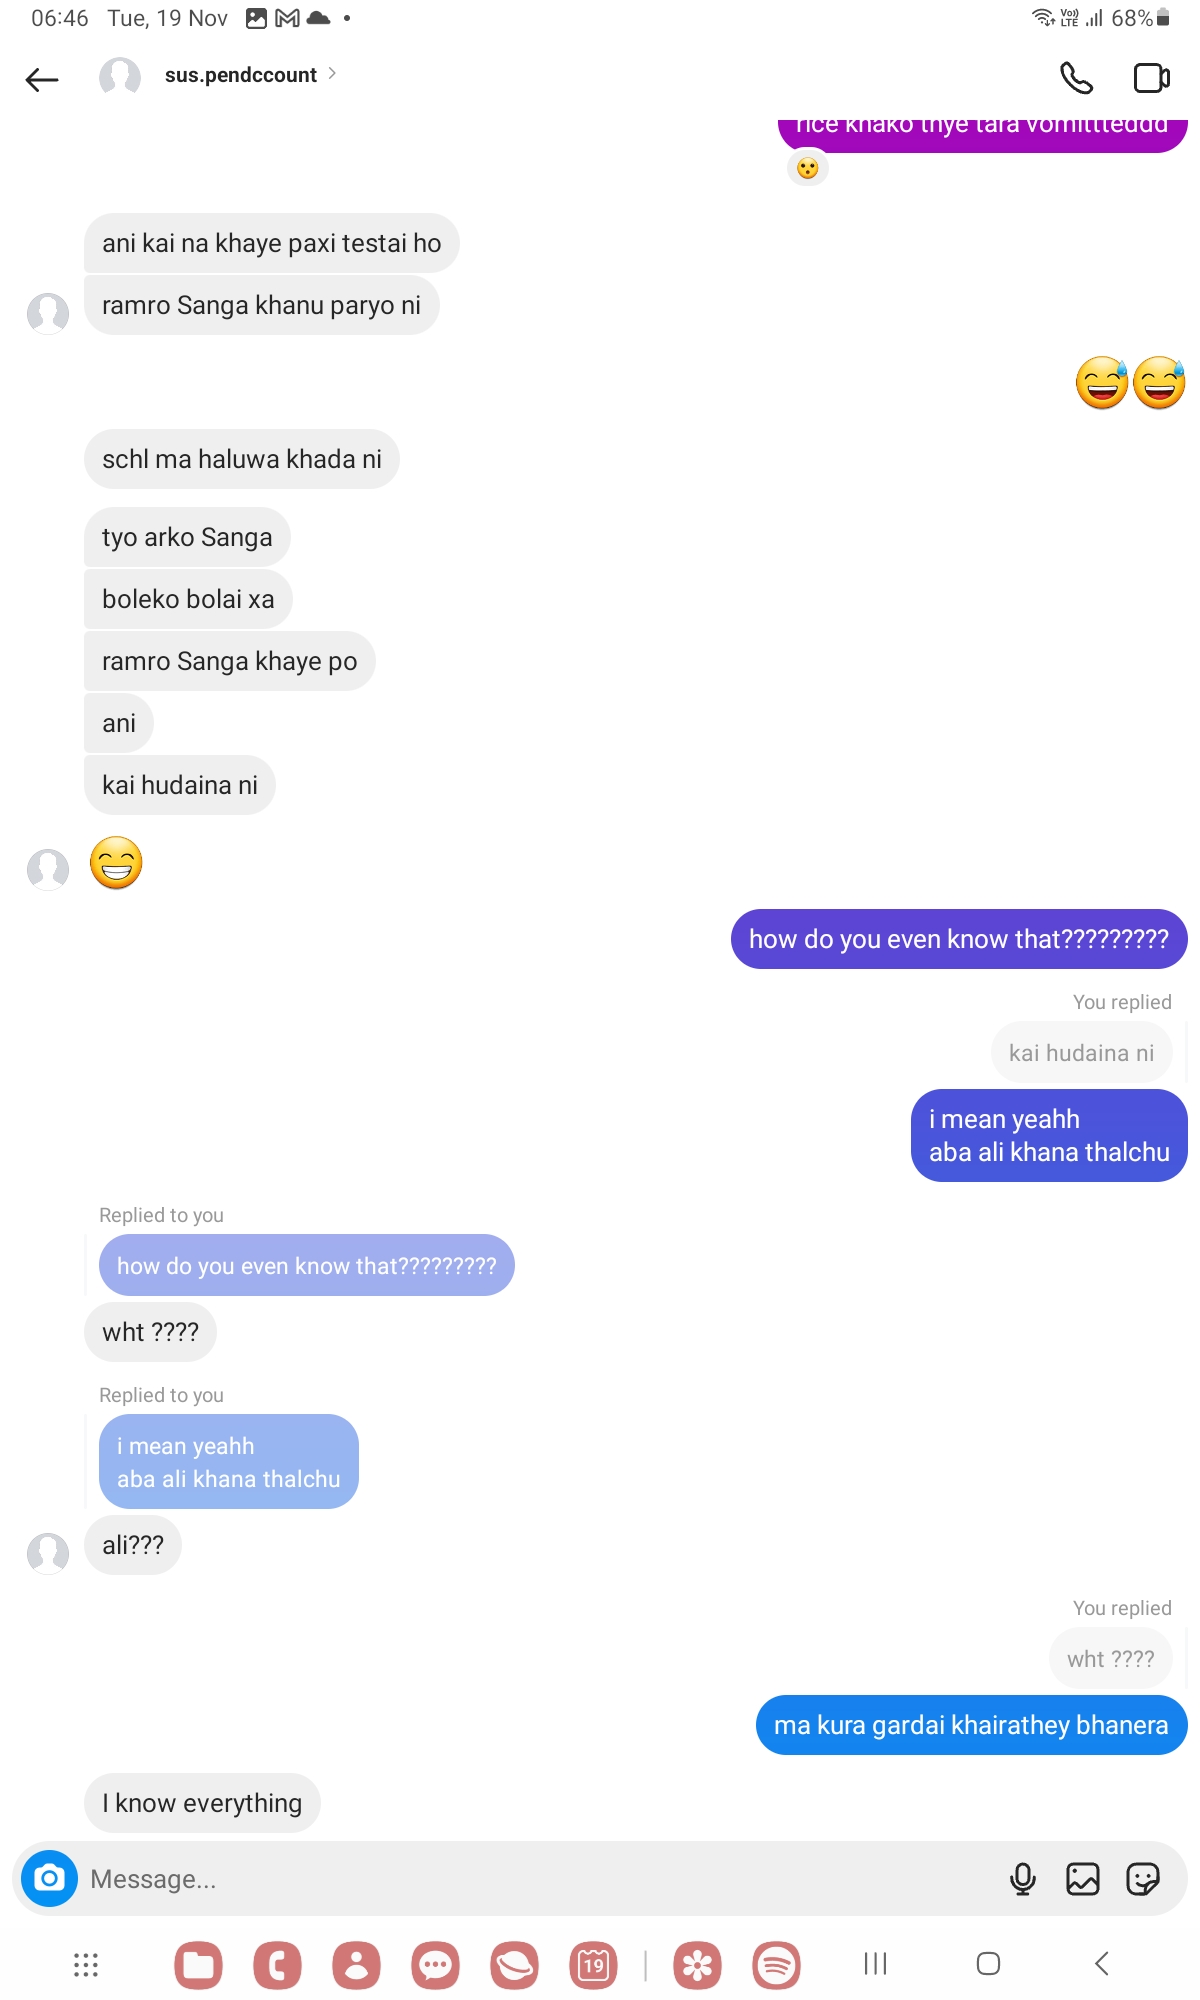 06:46 Tue, 19 Nov
Vo)) LTE 68%
sus.pendccount
rice khako thye tara vomittteddd
ani kai na khaye paxi testai ho
ramro Sanga khanu paryo ni
schl ma haluwa khada ni
tyo arko Sanga
boleko bolai xa
ramro Sanga khaye po
ani
kai hudaina ni
how do you even know that?????????
You replied
kai hudaina ni
i mean yeahh
aba ali khana thalchu
Replied to you
how do you even know that?????????
wht ????
Replied to you
i mean yeahh
aba ali khana thalchu
ali???
You replied
wht ????
ma kura gardai khairathey bhanera
I know everything
Message...
19